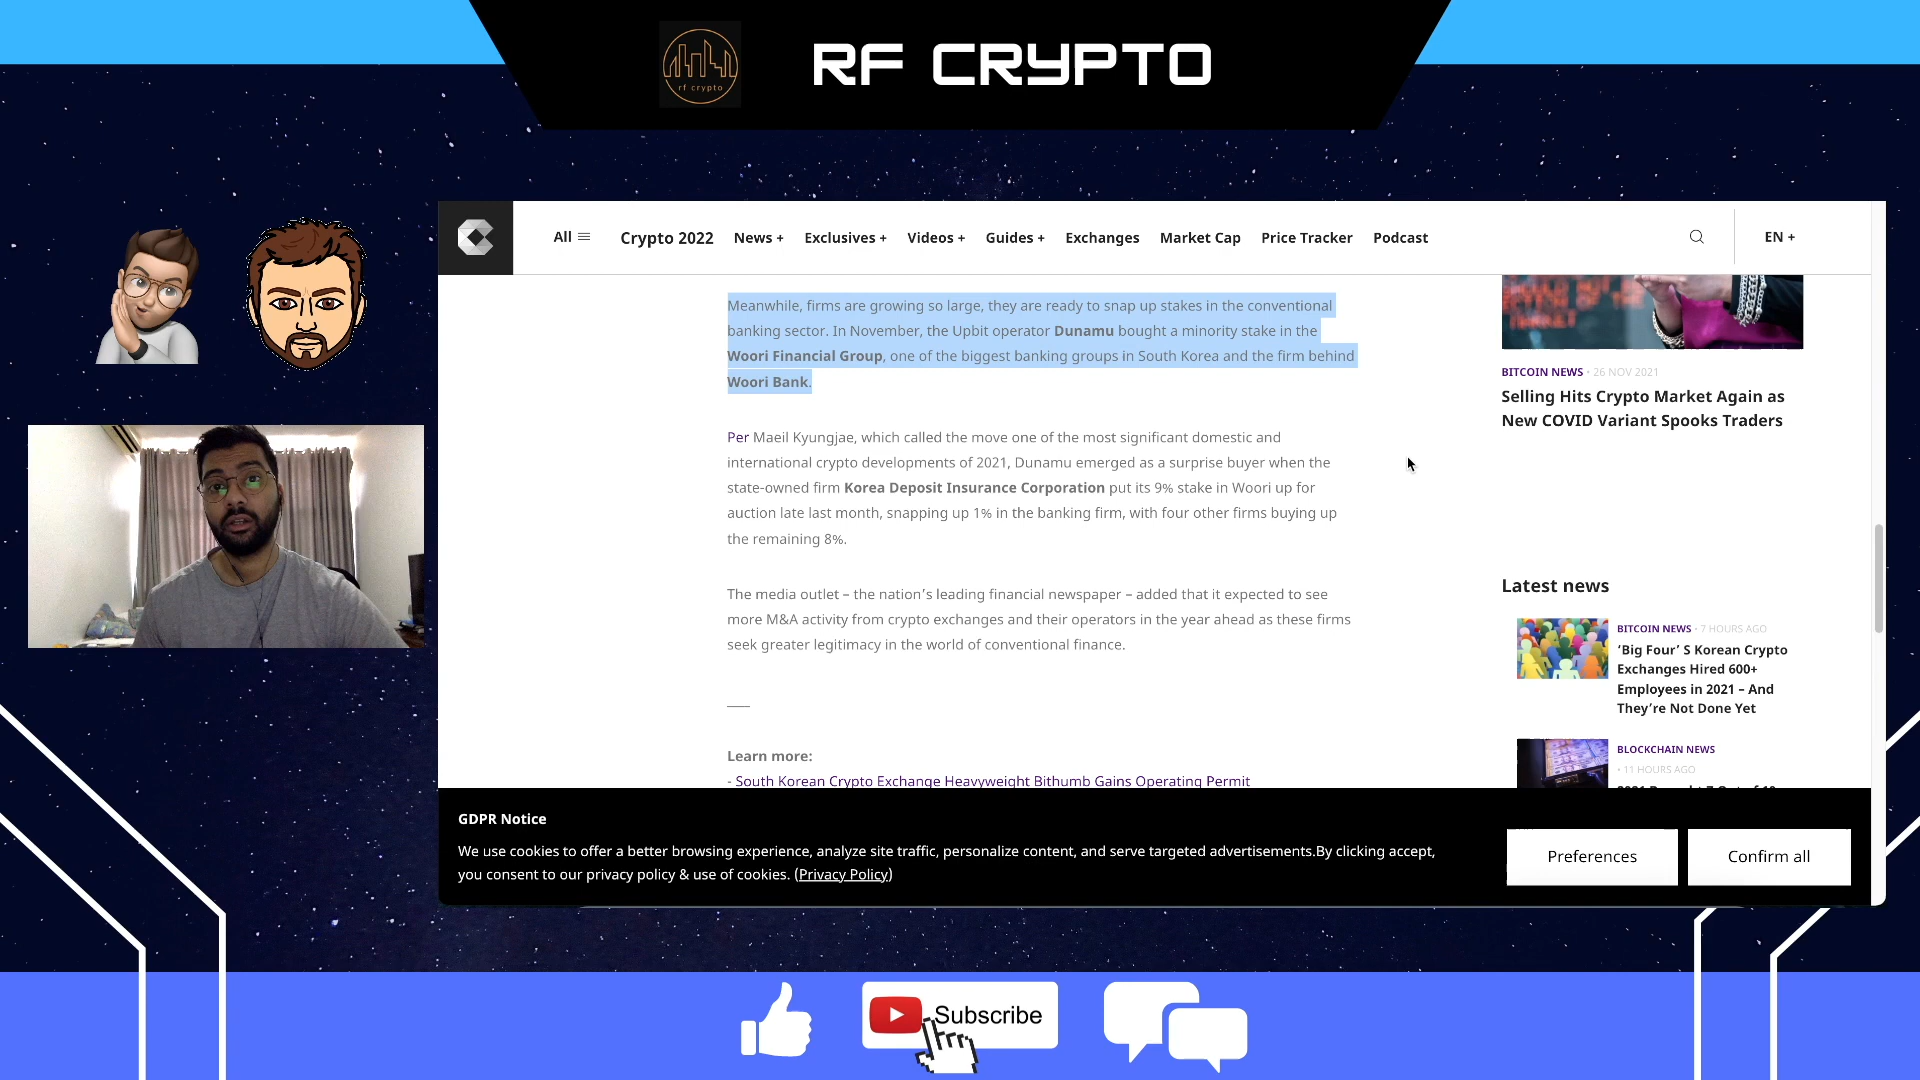 RF CRYPTO
rf crypto
All
Crypto 2022
News +
Exclusives +
Videos +
Guides +
Exchanges
Market Cap
Price Tracker
Podcast
EN +
Meanwhile, firms are growing so large, they are ready to snap up stakes in the conventional
banking sector. In November, the Upbit operator Dunamu bought a minority stake in the
Woori Financial Group, one of the biggest banking groups in South Korea and the firm behind
Woori Bank.
Per Maeil Kyungjae, which called the move one of the most significant domestic and
international crypto developments of 2021, Dunamu emerged as a surprise buyer when the
state-owned firm Korea Deposit Insurance Corporation put its 9% stake in Woori up for
auction late last month, snapping up 1% in the banking firm, with four other firms buying up
the remaining 8%.
The media outlet – the nation’s leading financial newspaper – added that it expected to see
more M&A activity from crypto exchanges and their operators in the year ahead as these firms
seek greater legitimacy in the world of conventional finance.
Learn more:
- South Korean Crypto Exchange Heavyweight Bithumb Gains Operating Permit
BITCOIN NEWS • 26 NOV 2021
Selling Hits Crypto Market Again as
New COVID Variant Spooks Traders
Latest news
BITCOIN NEWS • 7 HOURS AGO
‘Big Four’ S Korean Crypto
Exchanges Hired 600+
Employees in 2021 – And
They’re Not Done Yet
BLOCKCHAIN NEWS
• 11 HOURS AGO
GDPR Notice
We use cookies to offer a better browsing experience, analyze site traffic, personalize content, and serve targeted advertisements.By clicking accept,
you consent to our privacy policy & use of cookies. (Privacy Policy)
Preferences
Confirm all
Subscribe